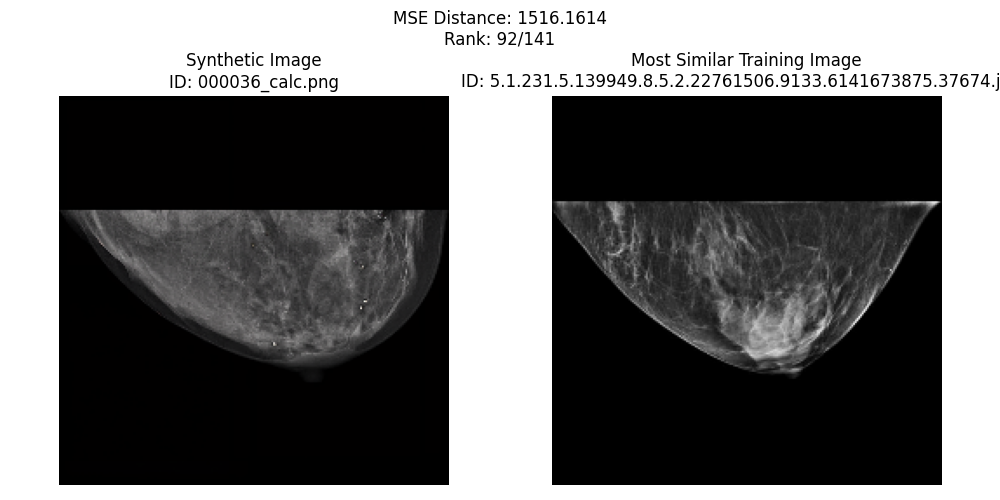 MSE Distance: 1516.1614
Rank: 92/141
Synthetic Image
ID: 000036_calc.png
Most Similar Training Image
ID: 5.1.231.5.139949.8.5.2.22761506.9133.6141673875.37674.j